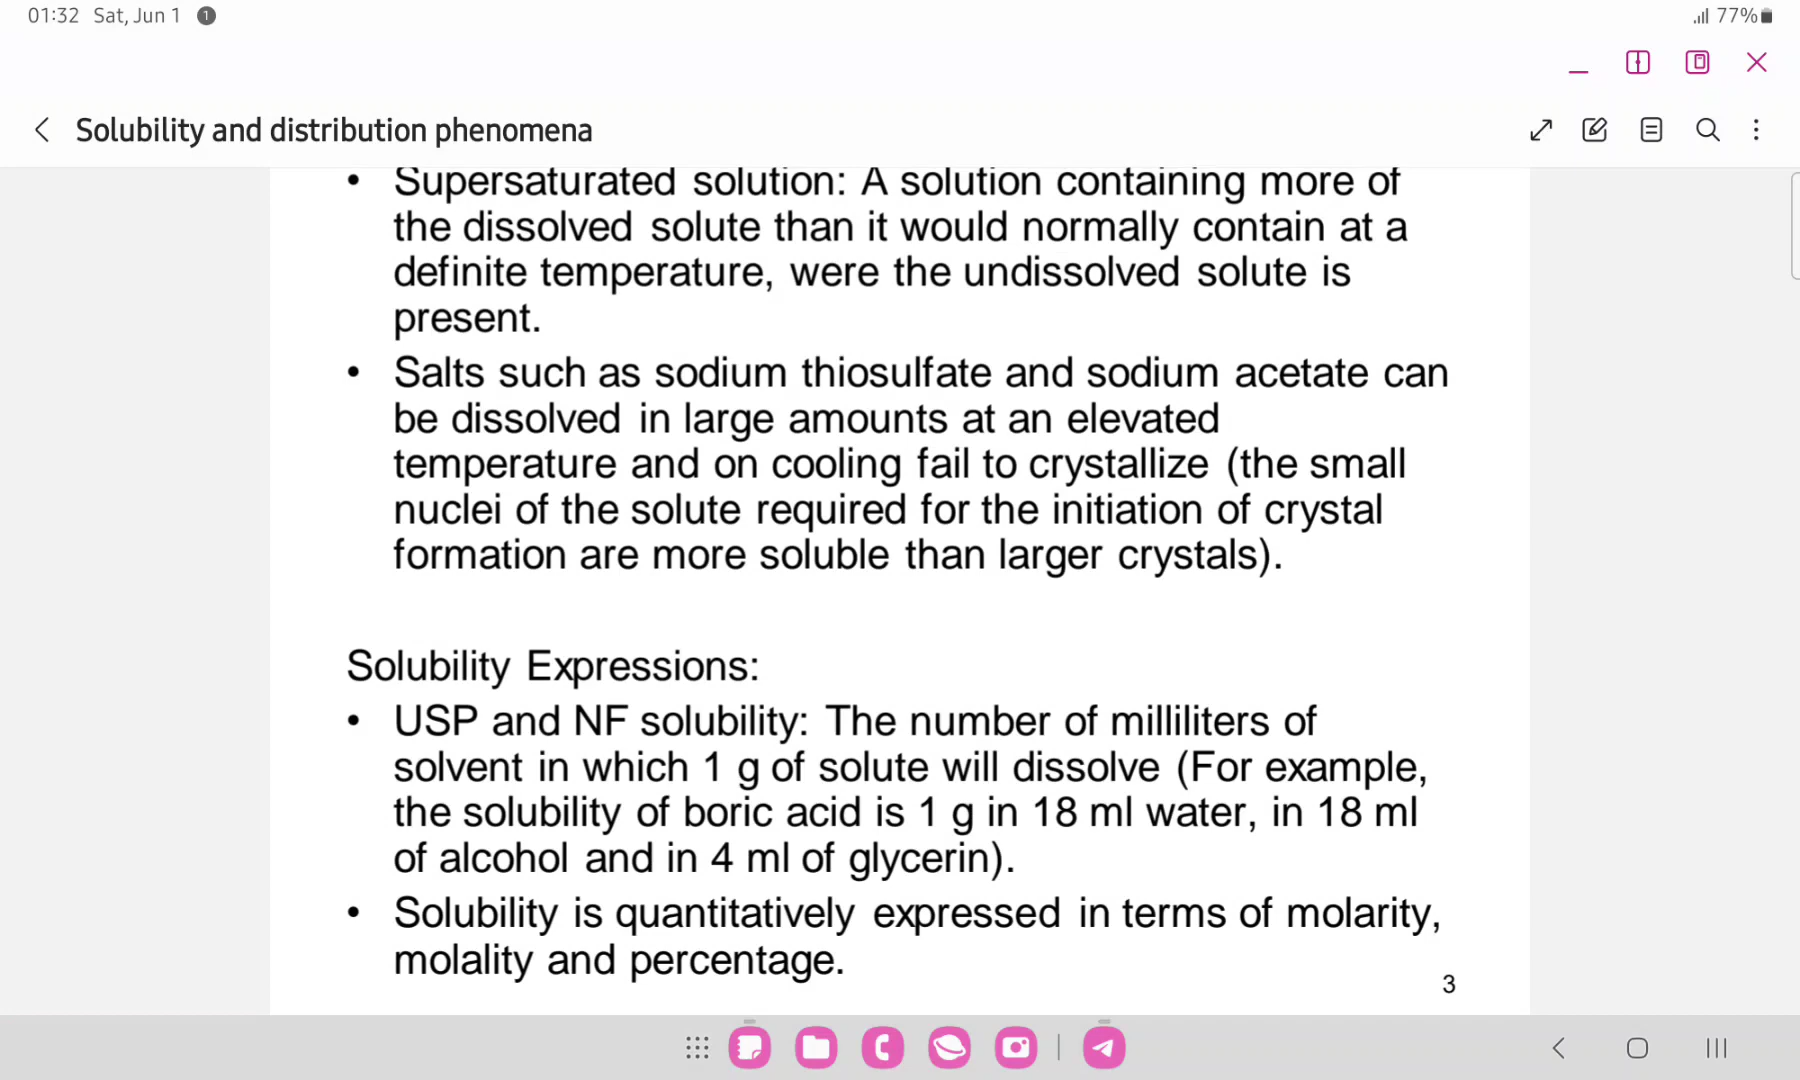 01:32 Sat, Jun 1 1
77%
Solubility and distribution phenomena
• Supersaturated solution: A solution containing more of
the dissolved solute than it would normally contain at a
definite temperature, were the undissolved solute is
present.
• Salts such as sodium thiosulfate and sodium acetate can
be dissolved in large amounts at an elevated
temperature and on cooling fail to crystallize (the small
nuclei of the solute required for the initiation of crystal
formation are more soluble than larger crystals).
Solubility Expressions:
• USP and NF solubility: The number of milliliters of
solvent in which 1 g of solute will dissolve (For example,
the solubility of boric acid is 1 g in 18 ml water, in 18 ml
of alcohol and in 4 ml of glycerin).
• Solubility is quantitatively expressed in terms of molarity,
molality and percentage.
3